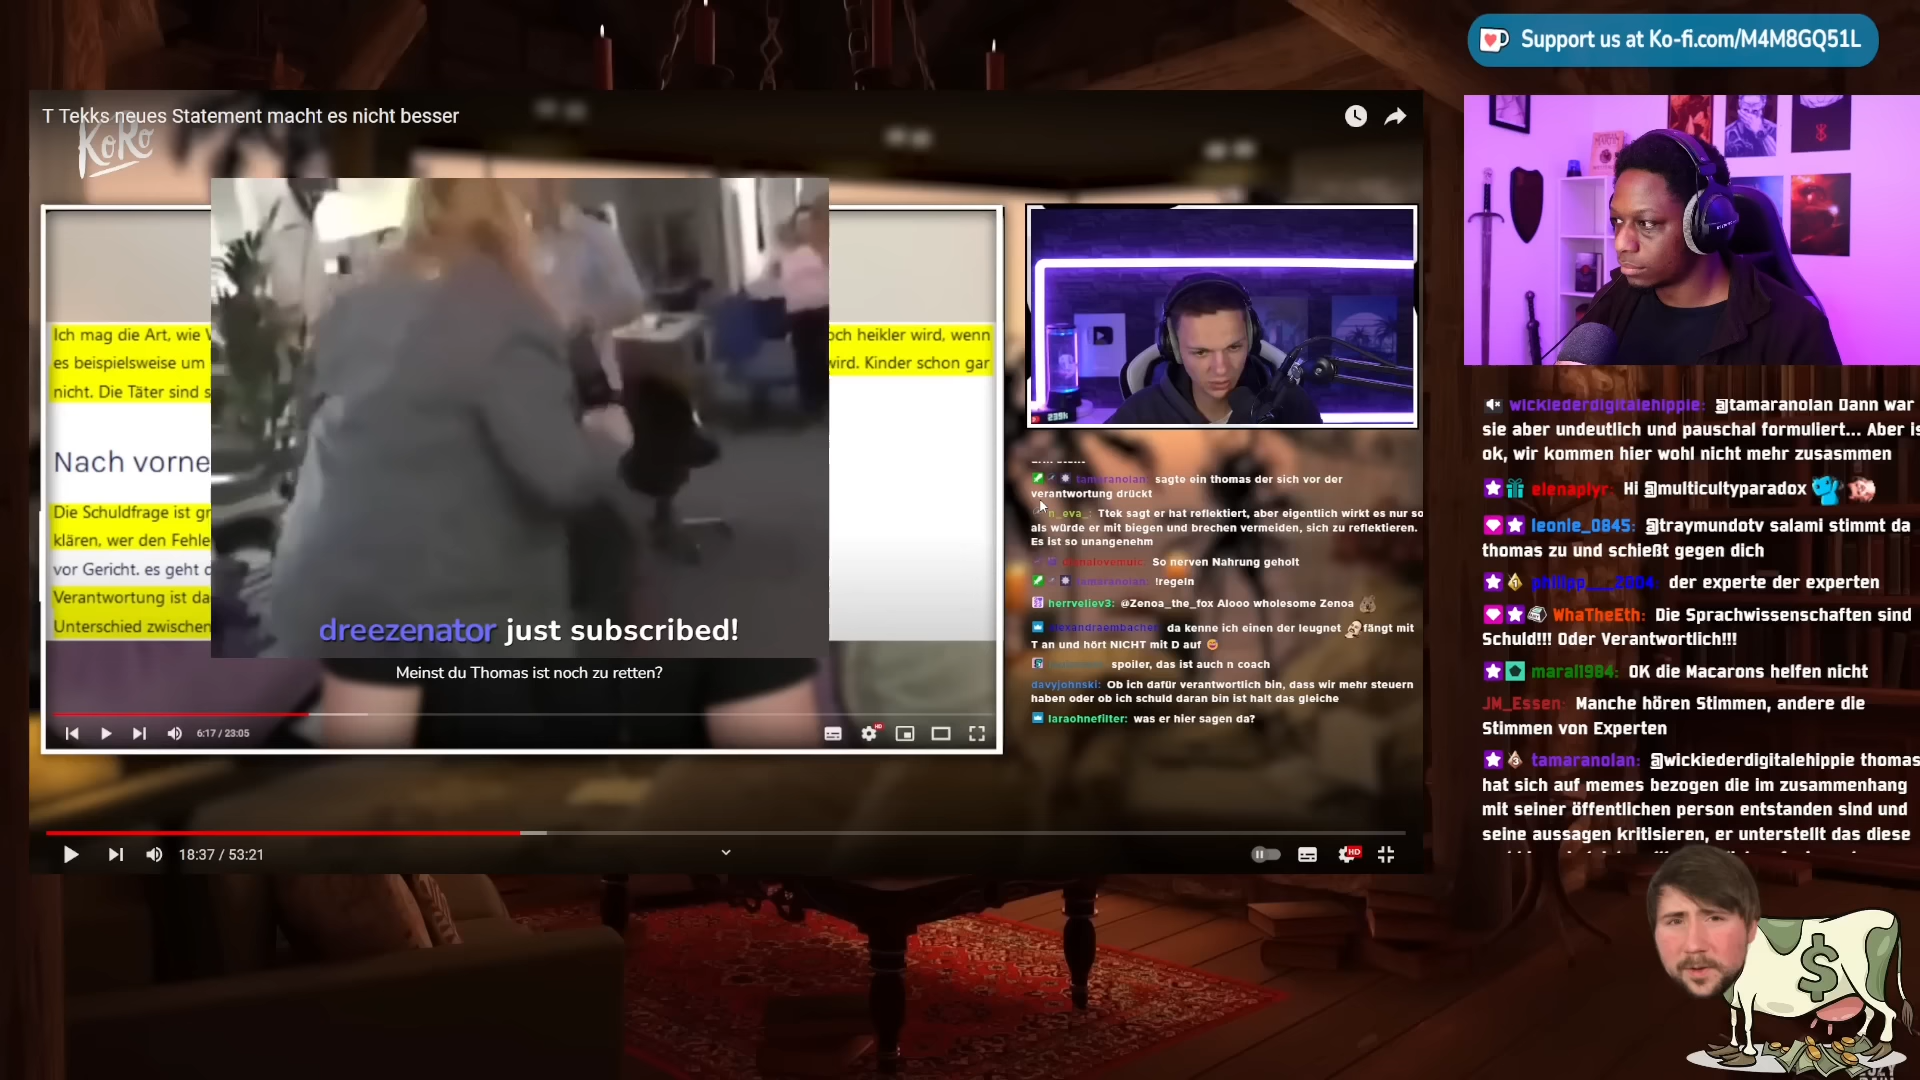 Support us at Ko-fi.com/M4M8GQ51L
T Tekks neues Statement macht es nicht besser
KoRo
Ich mag die Art, wie
och heikler wird, wenn
es beispielsweise um
wird. Kinder schon gar
nicht. Die Täter sind s
Nach vorne
Die Schuldfrage ist gr
klären, wer den Fehle
vor Gericht. es geht d
Verantwortung ist da
Unterschied zwischen
dreezenator just subscribed!
Meinst du Thomas ist noch zu retten?
6:17 / 23:05
18:37 / 53:21
HD
239k
tamaranolan: sagte ein thomas der sich vor der
verantwortung drückt
n_eva_: Ttek sagt er hat reflektiert, aber eigentlich wirkt es nur so
als würde er mit biegen und brechen vermeiden, sich zu reflektieren.
Es ist so unangenehm
So nerven Nahrung geholt
tamaranolan: !regeln
herrveliev3: @Zenoa_the_fox Alooo wholesome Zenoa
alexandraembacher: da kenne ich einen der leugnet fängt mit
T an und hört NICHT mit D auf
spoiler, das ist auch n coach
davyjohnski: Ob ich dafür verantwortlich bin, dass wir mehr steuern
haben oder ob ich schuld daran bin ist halt das gleiche
laraohnefilter: was er hier sagen da?
wickiederdigitalehippie: @tamaranolan Dann war
sie aber undeutlich und pauschal formuliert... Aber is
ok, wir kommen hier wohl nicht mehr zusasmmen
elenaplyr: Hi @multicultyparadox
leonie_0845: @traymundotv salami stimmt da
thomas zu und schießt gegen dich
philipp___2004: der experte der experten
WhaTheEth: Die Sprachwissenschaften sind
Schuld!!! Oder Verantwortlich!!!
maral1984: OK die Macarons helfen nicht
JM_Essen: Manche hören Stimmen, andere die
Stimmen von Experten
tamaranolan: @wickiederdigitalehippie thomas
hat sich auf memes bezogen die im zusammenhang
mit seiner öffentlichen person entstanden sind und
seine aussagen kritisieren, er unterstellt das diese
$